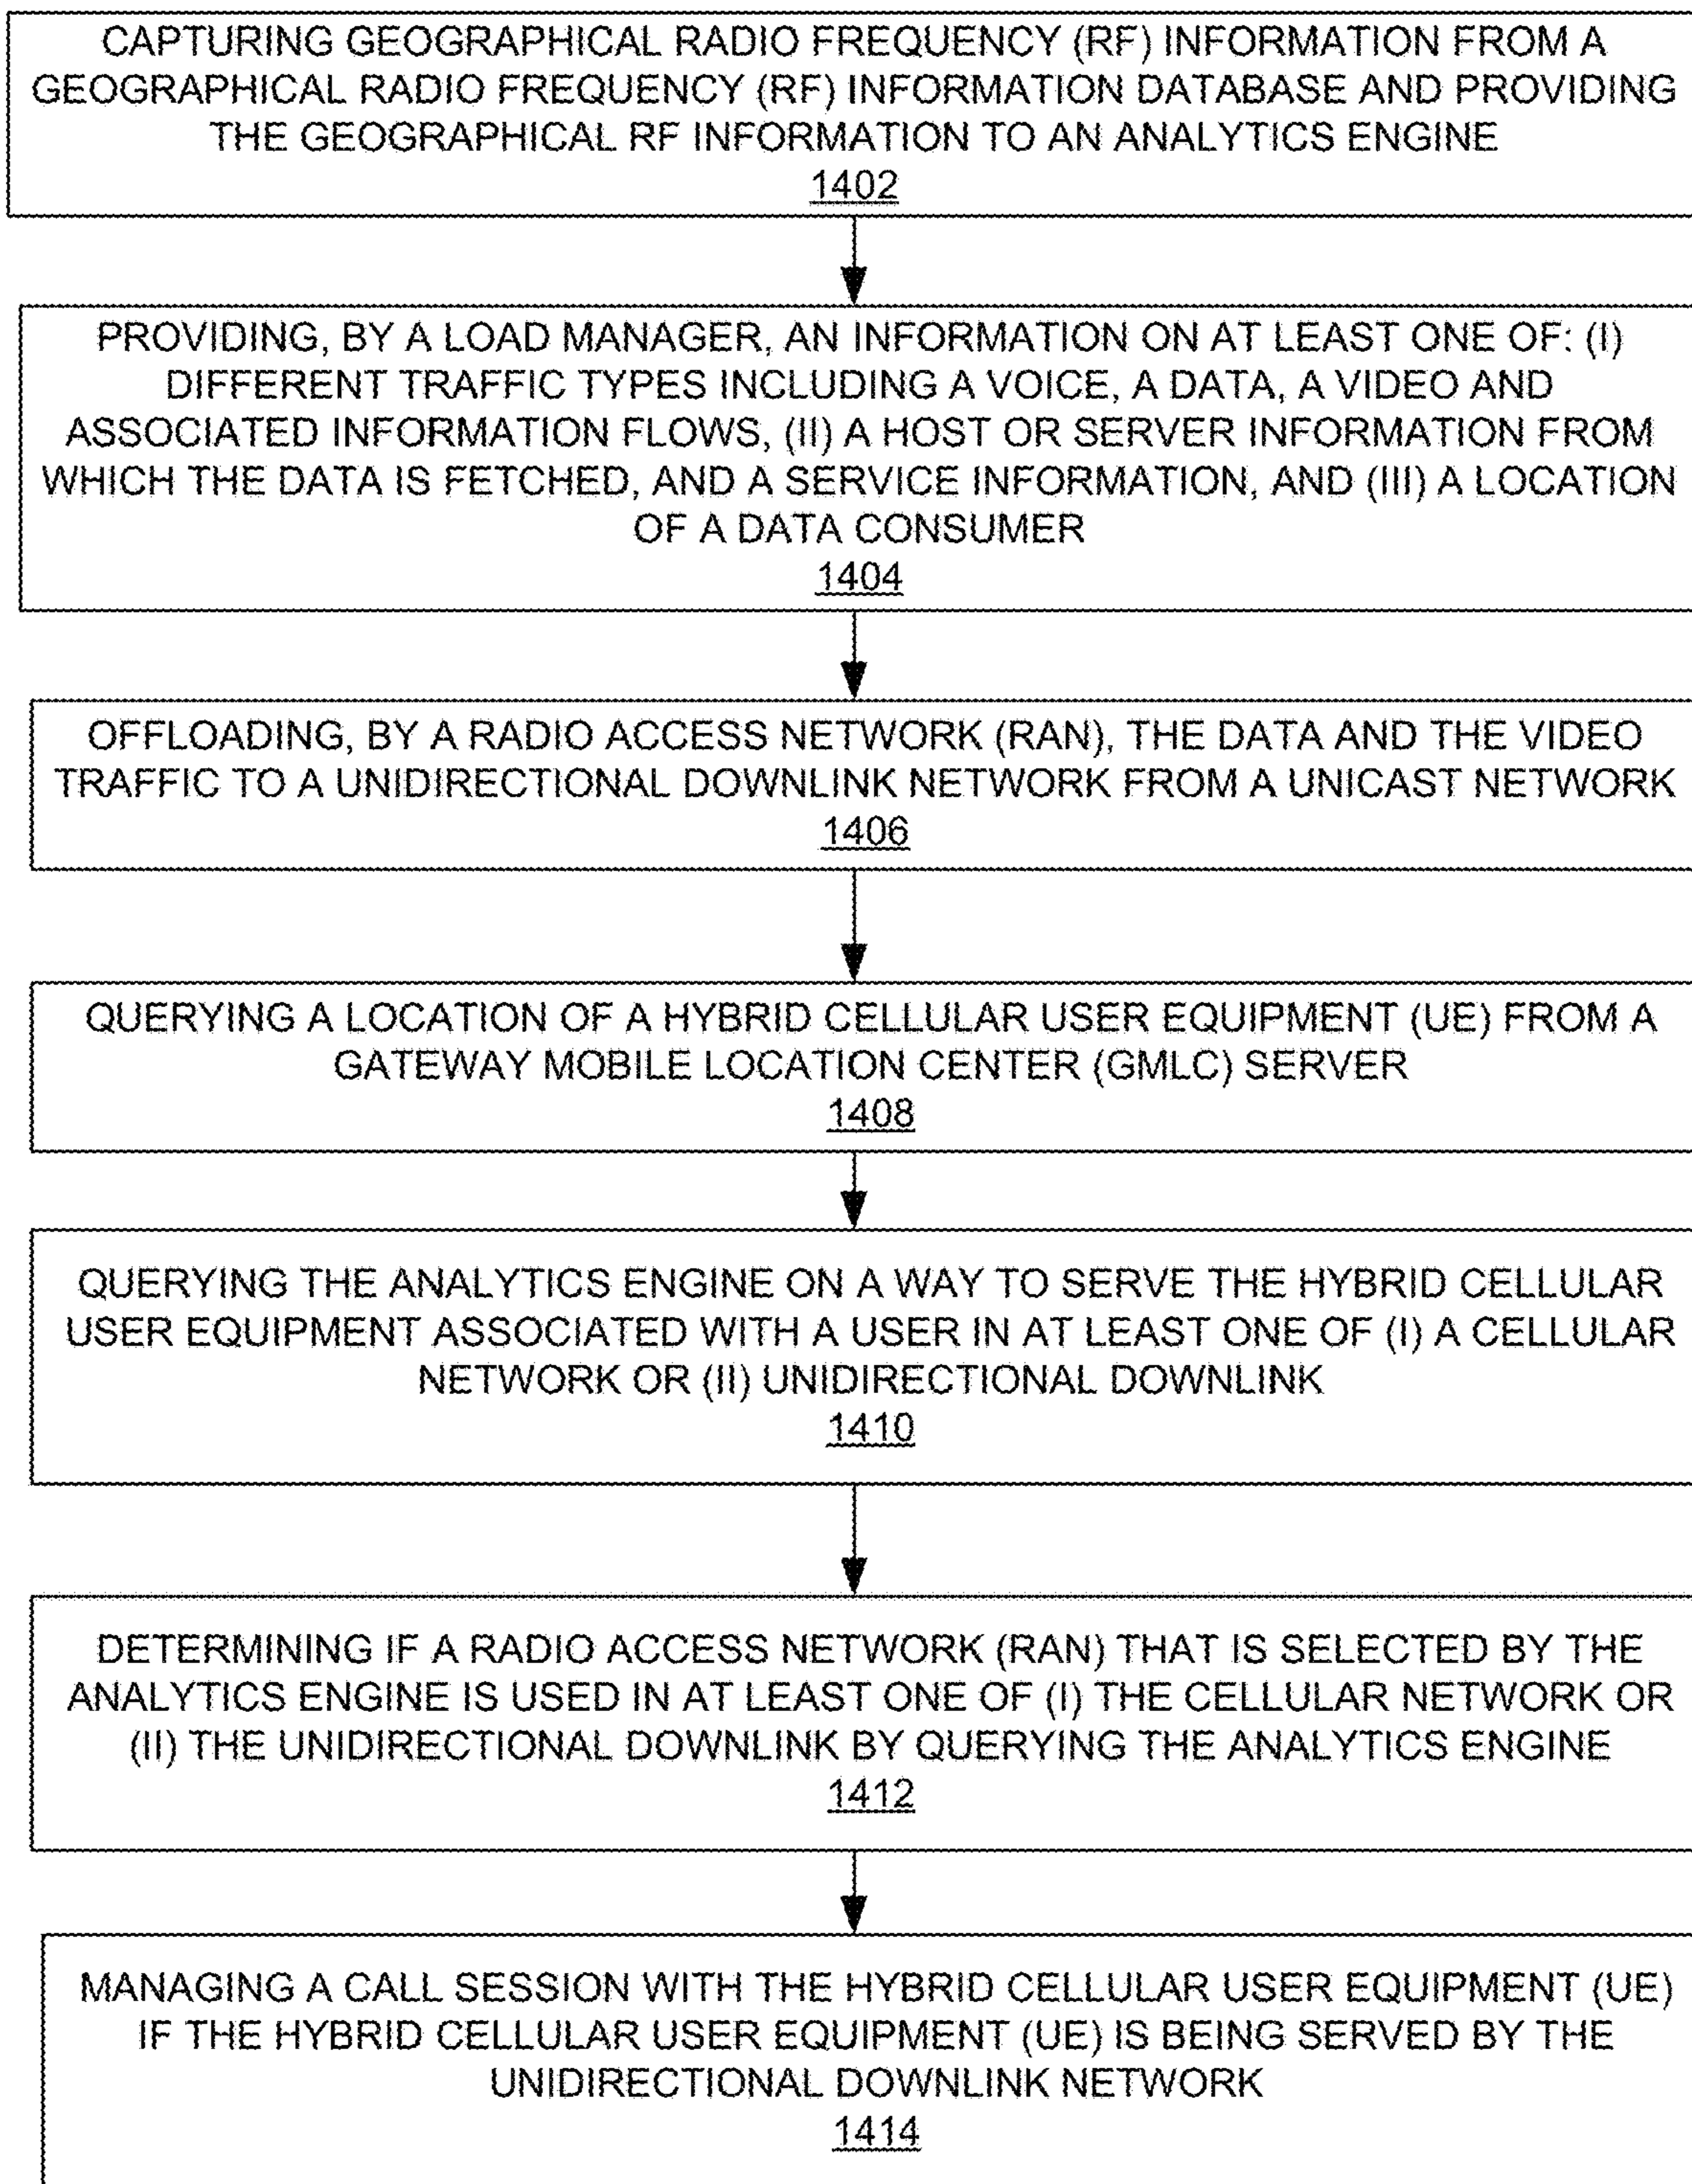 CAPTURING GEOGRAPHICAL RADIO FREQUENCY (RF) INFORMATION FROM A
GEOGRAPHICAL RADIO FREQUENCY (RF) INFORMATION DATABASE AND PROVIDING
THE GEOGRAPHICAL RF INFORMATION TO AN ANALYTICS ENGINE
1402
PROVIDING, BY A LOAD MANAGER, AN INFORMATION ON AT LEAST ONE OF: (I)
DIFFERENT TRAFFIC TYPES INCLUDING A VOICE, A DATA, A VIDEO AND
ASSOCIATED INFORMATION FLOWS, (II) A HOST OR SERVER INFORMATION FROM
WHICH THE DATA IS FETCHED, AND A SERVICE INFORMATION, AND (III) A LOCATION
OF A DATA CONSUMER
1404
OFFLOADING, BY A RADIO ACCESS NETWORK (RAN), THE DATA AND THE VIDEO
TRAFFIC TO A UNIDIRECTIONAL DOWNLINK NETWORK FROM A UNICAST NETWORK
1406
QUERYING A LOCATION OF A HYBRID CELLULAR USER EQUIPMENT (UE) FROM A
GATEWAY MOBILE LOCATION CENTER (GMLC) SERVER
1408
QUERYING THE ANALYTICS ENGINE ON A WAY TO SERVE THE HYBRID CELLULAR
USER EQUIPMENT ASSOCIATED WITH A USER IN AT LEAST ONE OF (I) A CELLULAR
NETWORK OR (II) UNIDIRECTIONAL DOWNLINK
1410
DETERMINING IF A RADIO ACCESS NETWORK (RAN) THAT IS SELECTED BY THE
ANALYTICS ENGINE IS USED IN AT LEAST ONE OF (I) THE CELLULAR NETWORK OR
(II) THE UNIDIRECTIONAL DOWNLINK BY QUERYING THE ANALYTICS ENGINE
1412
MANAGING A CALL SESSION WITH THE HYBRID CELLULAR USER EQUIPMENT (UE)
IF THE HYBRID CELLULAR USER EQUIPMENT (UE) IS BEING SERVED BY THE
UNIDIRECTIONAL DOWNLINK NETWORK
1414